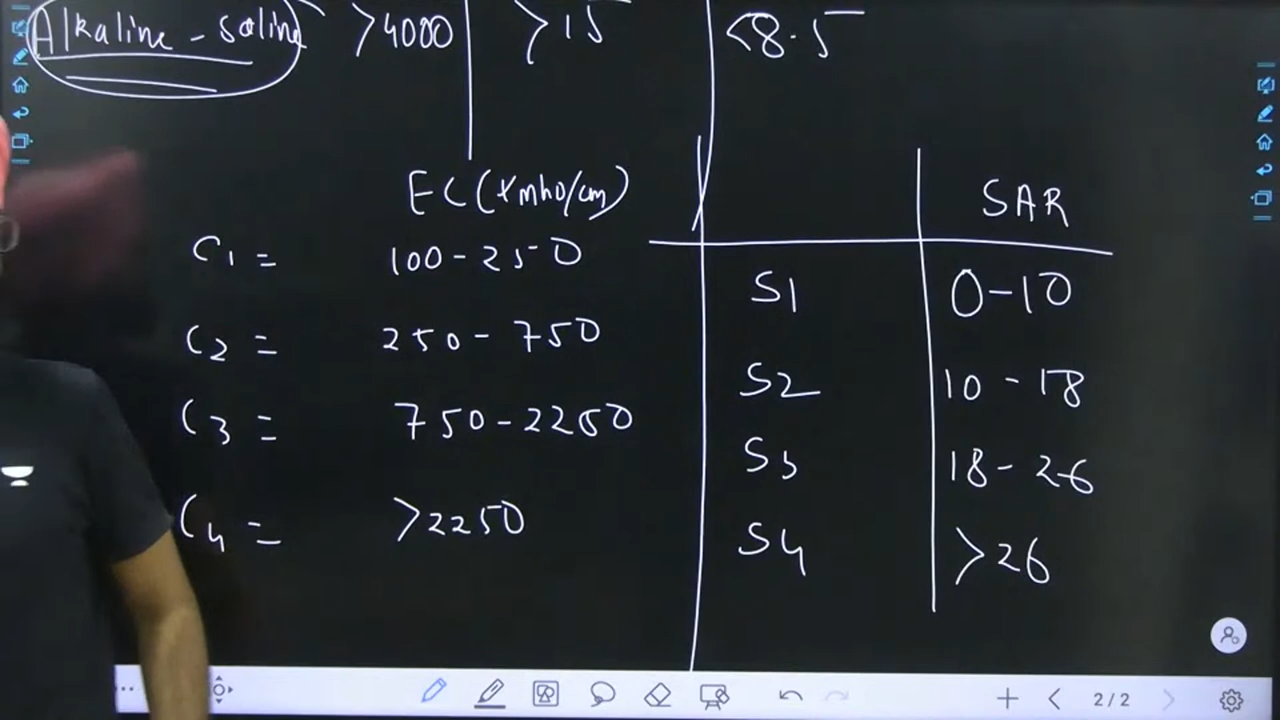 Alkaline - saline >4000 >15 <8.5
EC(μmho/cm)
C1 = 100-250
C2 = 250-750
C3 = 750-2250
C4 = >2250
SAR
S1 0-10
S2 10-18
S3 18-26
S4 >26
2/2